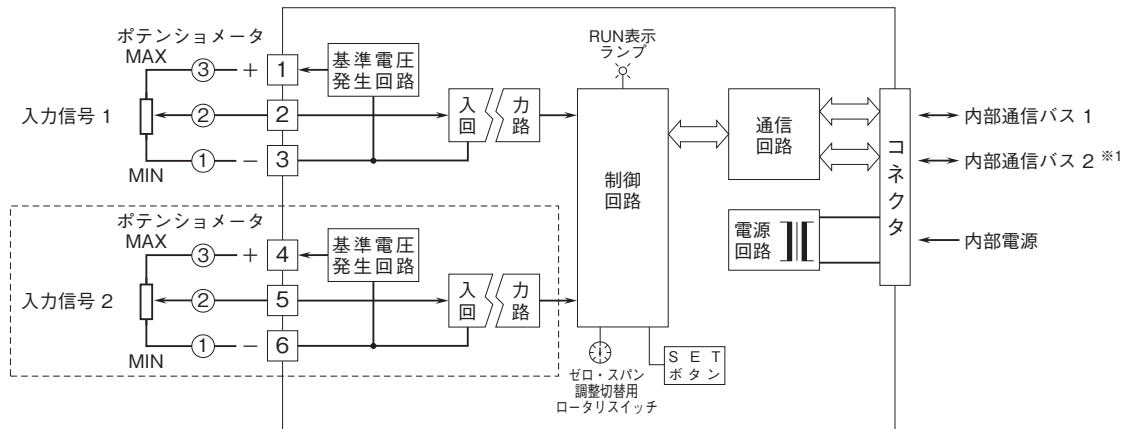 ポテンショメータ
MAX
③
+
1
基準電圧
発生回路
入力信号 1
②
2
入 力
回 路
①
−
3
MIN
RUN表示
ランプ
制御
回路
通信
回路
コネクタ
内部通信バス 1
内部通信バス 2 ※1
電源
回路
内部電源
ポテンショメータ
MAX
③
+
4
基準電圧
発生回路
入力信号 2
②
5
入 力
回 路
①
−
6
MIN
ゼロ・スパン
調整切替用
ロータリスイッチ
SET
ボタン